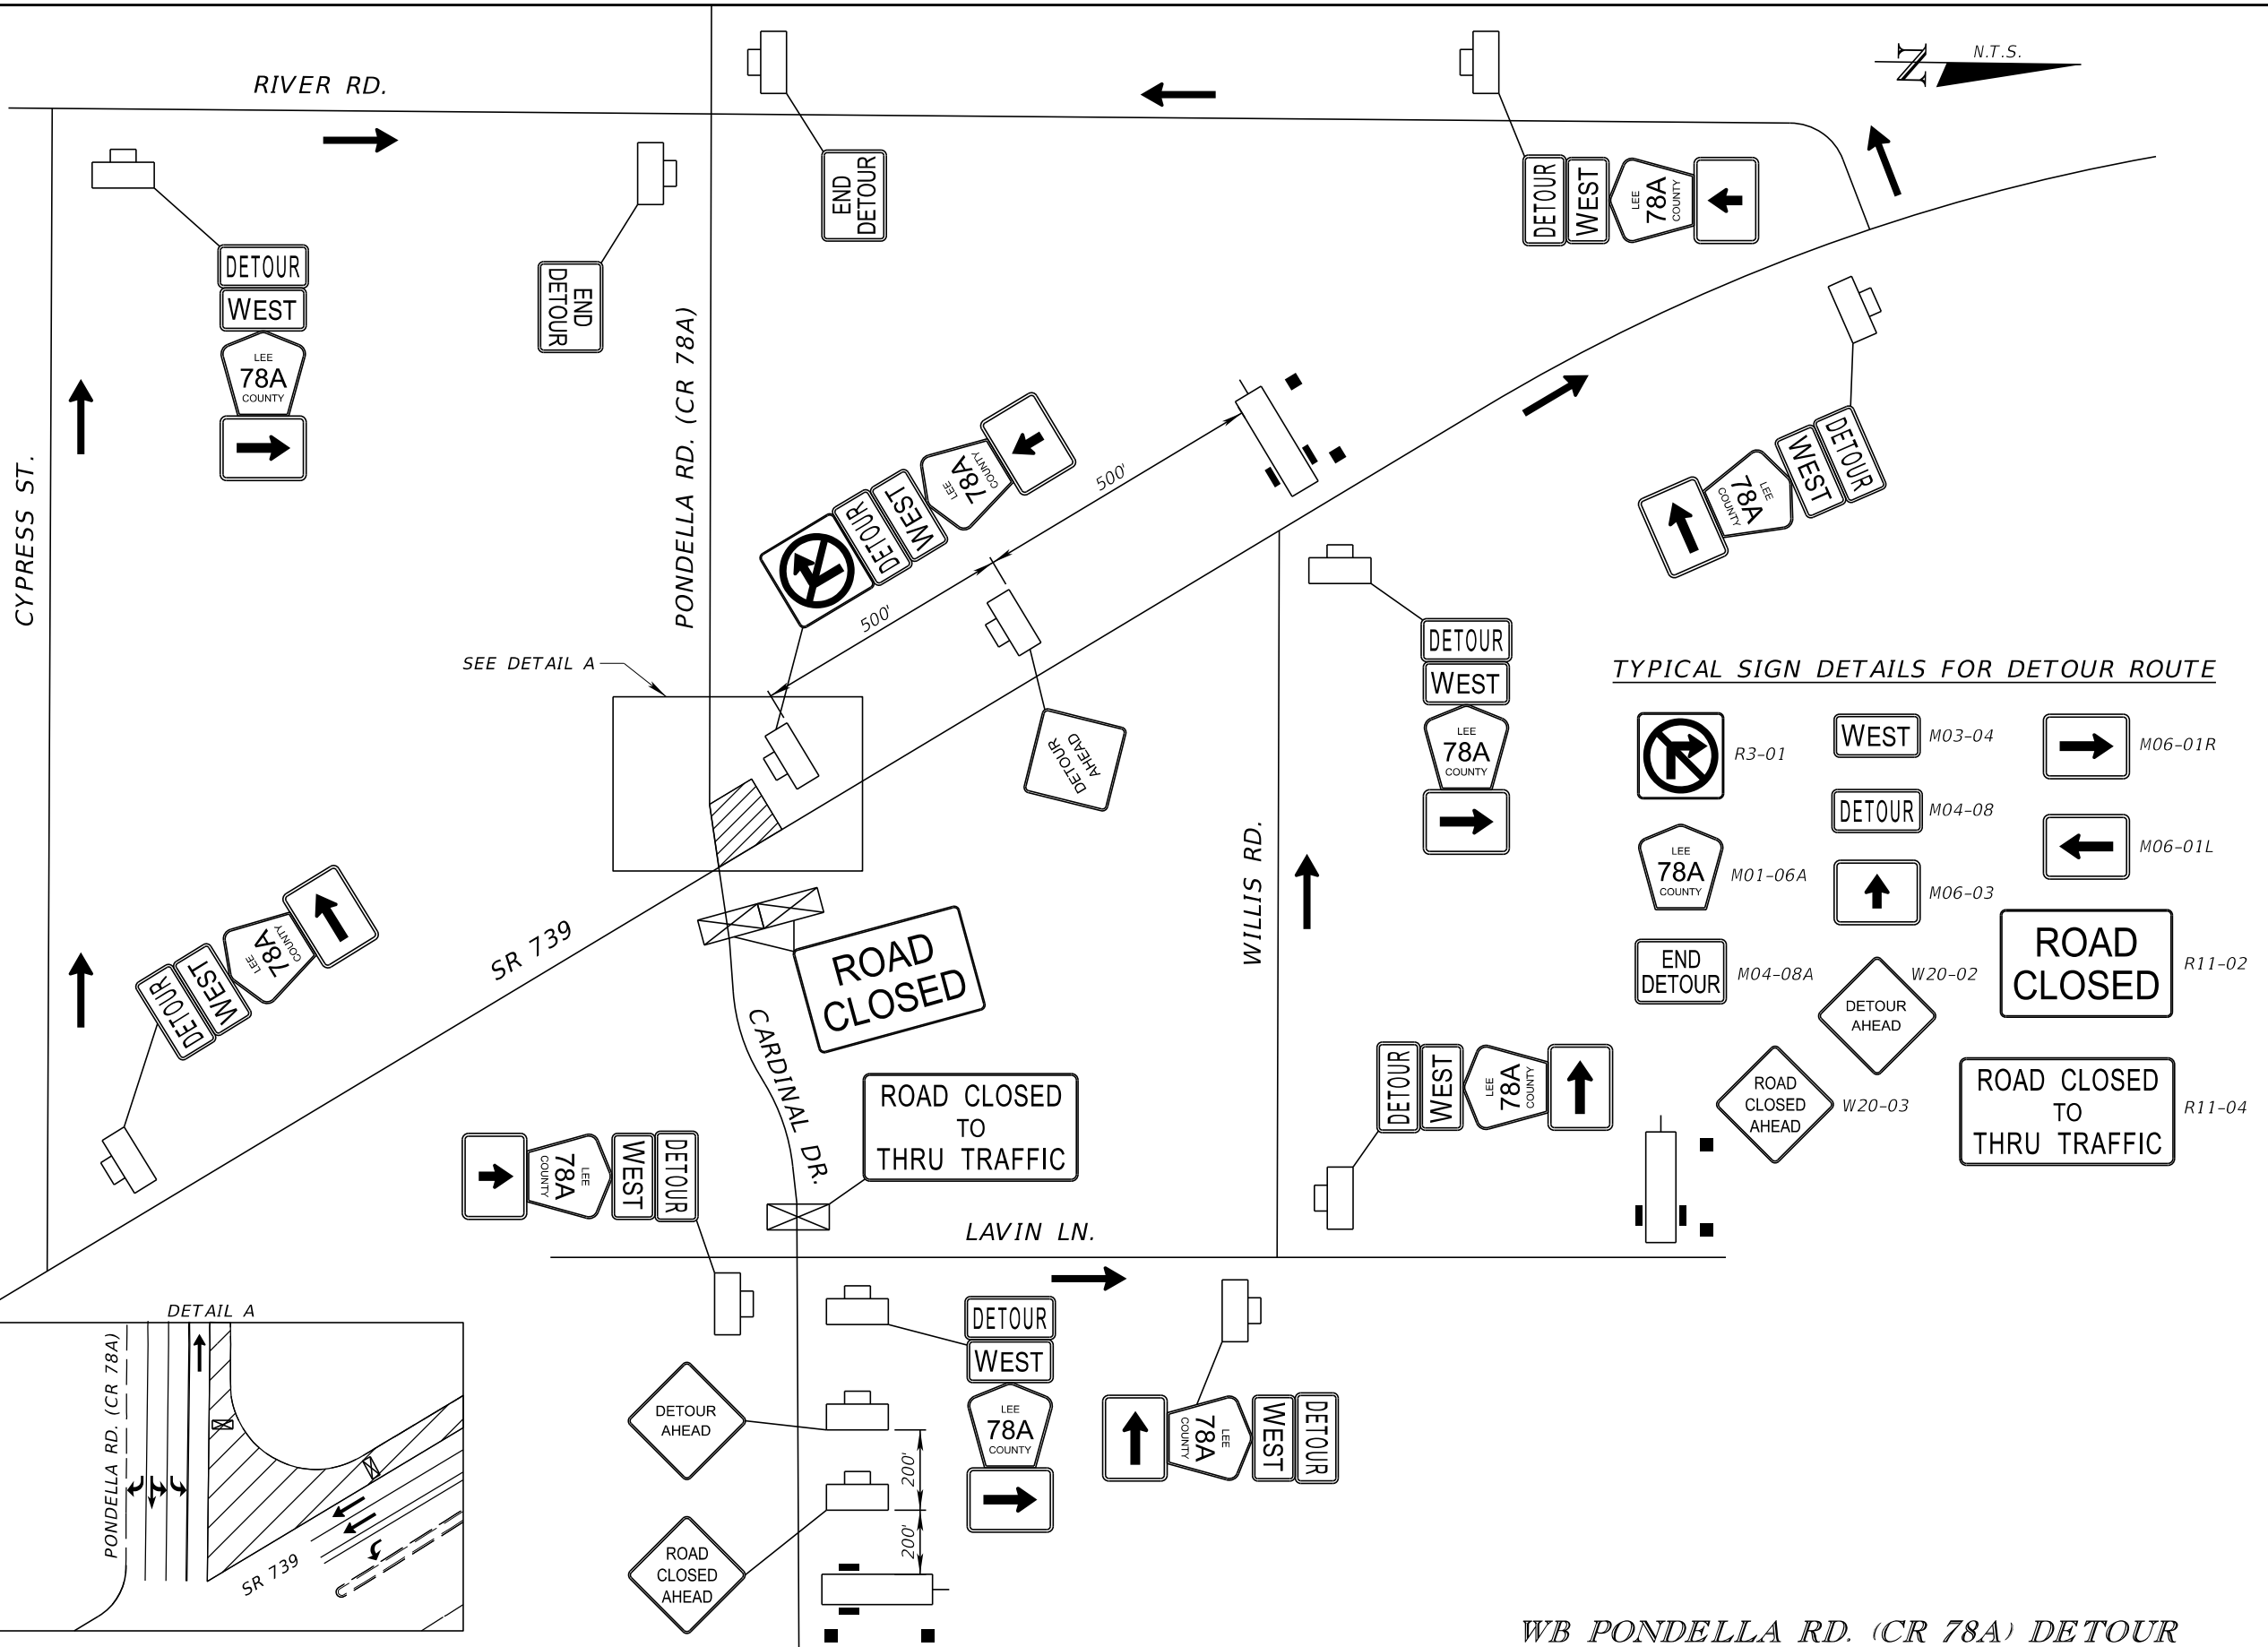 RIVER RD.
N
N.T.S.
END
DETOUR
DETOUR
WEST
LEE
78A
COUNTY
DETOUR
WEST
LEE
78A
COUNTY
END
DETOUR
PONDELLA RD. (CR 78A)
CYPRESS ST.
DETOUR
WEST
LEE
78A
COUNTY
500'
500'
DETOUR
WEST
LEE
78A
COUNTY
SEE DETAIL A
DETOUR
AHEAD
DETOUR
WEST
LEE
78A
COUNTY
WILLIS RD.
TYPICAL SIGN DETAILS FOR DETOUR ROUTE
R3-01
WEST
M03-04
M06-01R
DETOUR
M04-08
LEE
78A
COUNTY
M01-06A
M06-01L
M06-03
END
DETOUR
M04-08A
DETOUR
AHEAD
W20-02
ROAD
CLOSED
R11-02
ROAD
CLOSED
AHEAD
W20-03
ROAD CLOSED
TO
THRU TRAFFIC
R11-04
DETOUR
WEST
LEE
78A
COUNTY
SR 739
ROAD
CLOSED
CARDINAL DR.
ROAD CLOSED
TO
THRU TRAFFIC
DETOUR
WEST
LEE
78A
COUNTY
DETOUR
WEST
LEE
78A
COUNTY
LAVIN LN.
DETAIL A
PONDELLA RD. (CR 78A)
SR 739
DETOUR
WEST
LEE
78A
COUNTY
DETOUR
WEST
LEE
78A
COUNTY
DETOUR
AHEAD
200'
200'
ROAD
CLOSED
AHEAD
WB PONDELLA RD. (CR 78A) DETOUR